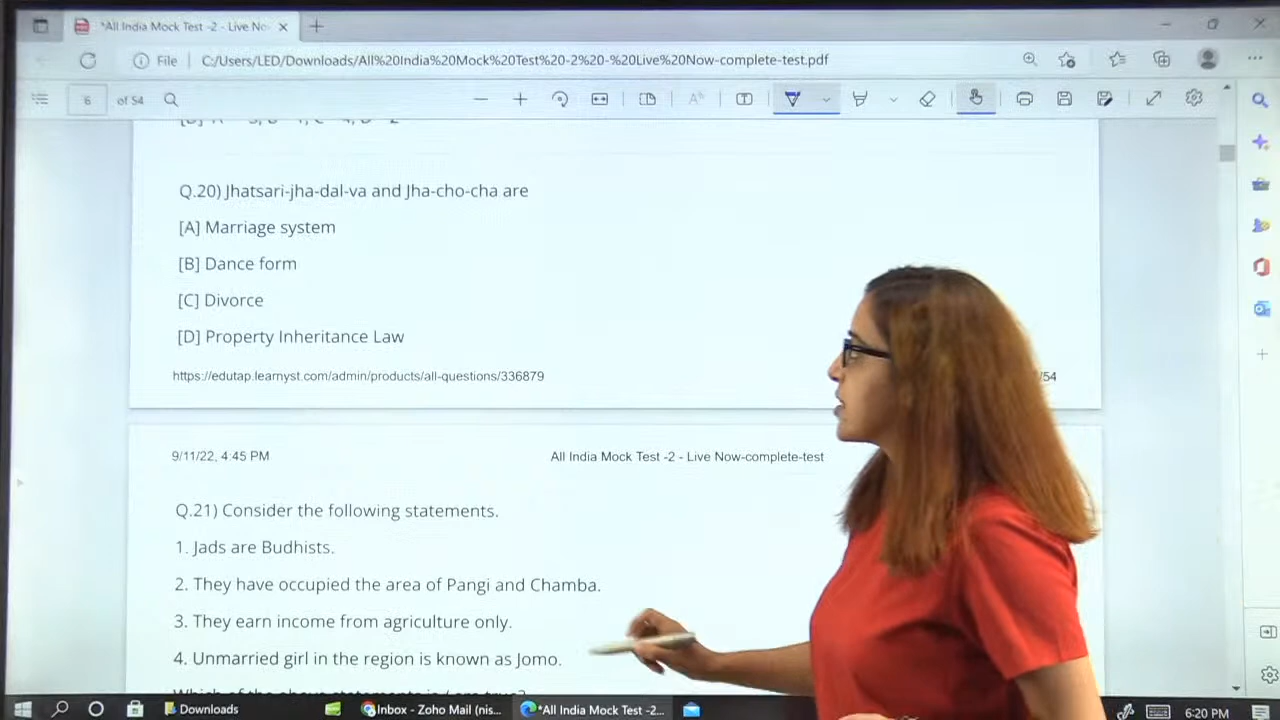 *All India Mock Test -2 - Live No
File
C:/Users/LED/Downloads/All%20India%20Mock%20Test%20-2%20-%20Live%20Now-complete-test.pdf
6 of 54
Q.20) Jhatsari-jha-dal-va and Jha-cho-cha are
[A] Marriage system
[B] Dance form
[C] Divorce
[D] Property Inheritance Law
https://edutap.learnyst.com/admin/products/all-questions/336879
/54
9/11/22, 4:45 PM
All India Mock Test -2 - Live Now-complete-test
Q.21) Consider the following statements.
1. Jads are Budhists.
2. They have occupied the area of Pangi and Chamba.
3. They earn income from agriculture only.
4. Unmarried girl in the region is known as Jomo.
Downloads
Inbox - Zoho Mail (nis...
*All India Mock Test -2...
6:20 PM